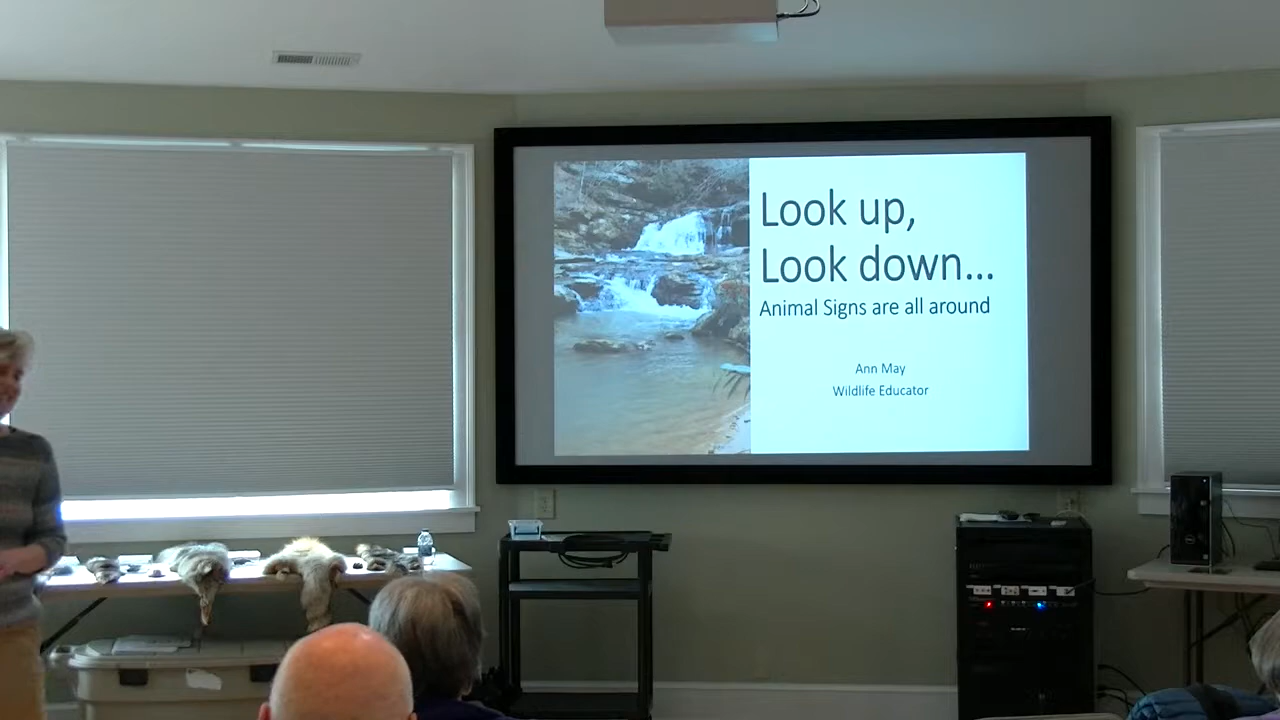 Look up,
Look down...
Animal Signs are all around
Ann May
Wildlife Educator